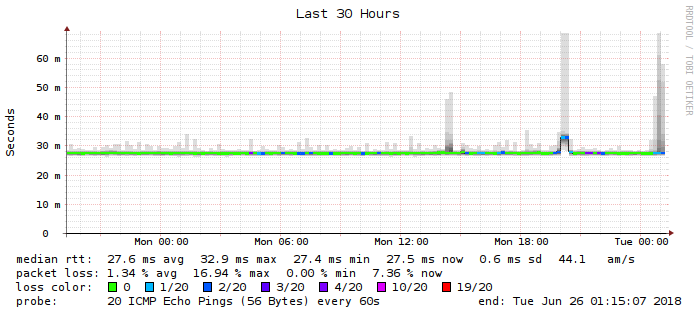 Last 30 Hours
RRDTOOL / TOBI OETIKER
Seconds
60 m
50 m
40 m
30 m
20 m
10 m
0
Mon 00:00 Mon 06:00 Mon 12:00 Mon 18:00 Tue 00:00
median rtt: 27.6 ms avg 32.9 ms max 27.4 ms min 27.5 ms now 0.6 ms sd 44.1 am/s
packet loss: 1.34 % avg 16.94 % max 0.00 % min 7.36 % now
loss color: 0 1/20 2/20 3/20 4/20 10/20 19/20
probe: 20 ICMP Echo Pings (56 Bytes) every 60s end: Tue Jun 26 01:15:07 2018